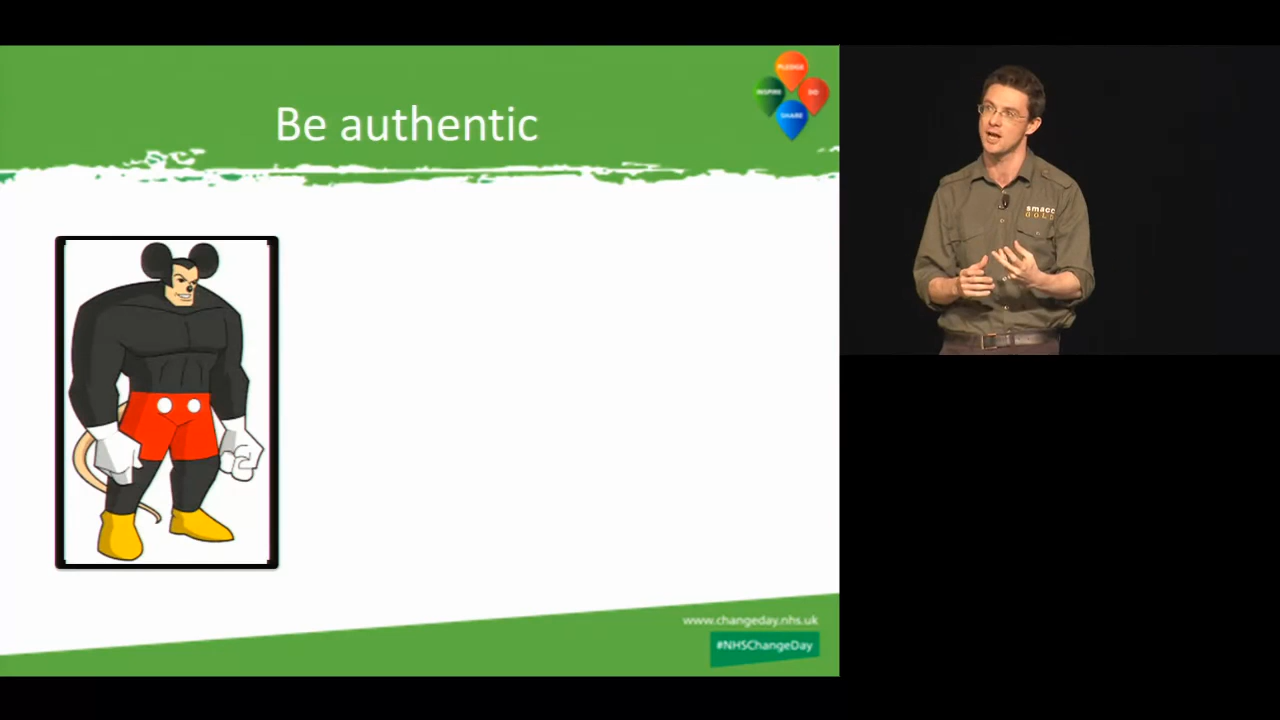 Be authentic
PLEDGE
INSPIRE
DO
SHARE
smacc
GOLD
www.changeday.nhs.uk
#NHSChangeDay